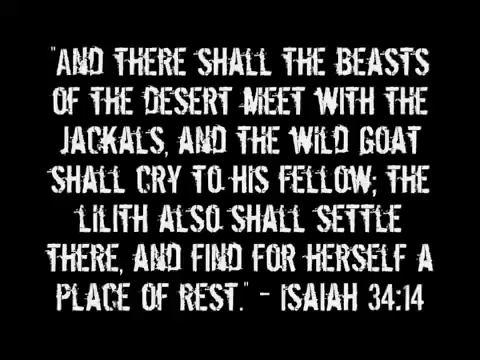 "AND THERE SHALL THE BEASTS
OF THE DESERT MEET WITH THE
JACKALS, AND THE WILD GOAT
SHALL CRY TO HIS FELLOW; THE
LILITH ALSO SHALL SETTLE
THERE, AND FIND FOR HERSELF A
PLACE OF REST." - ISAIAH 34:14